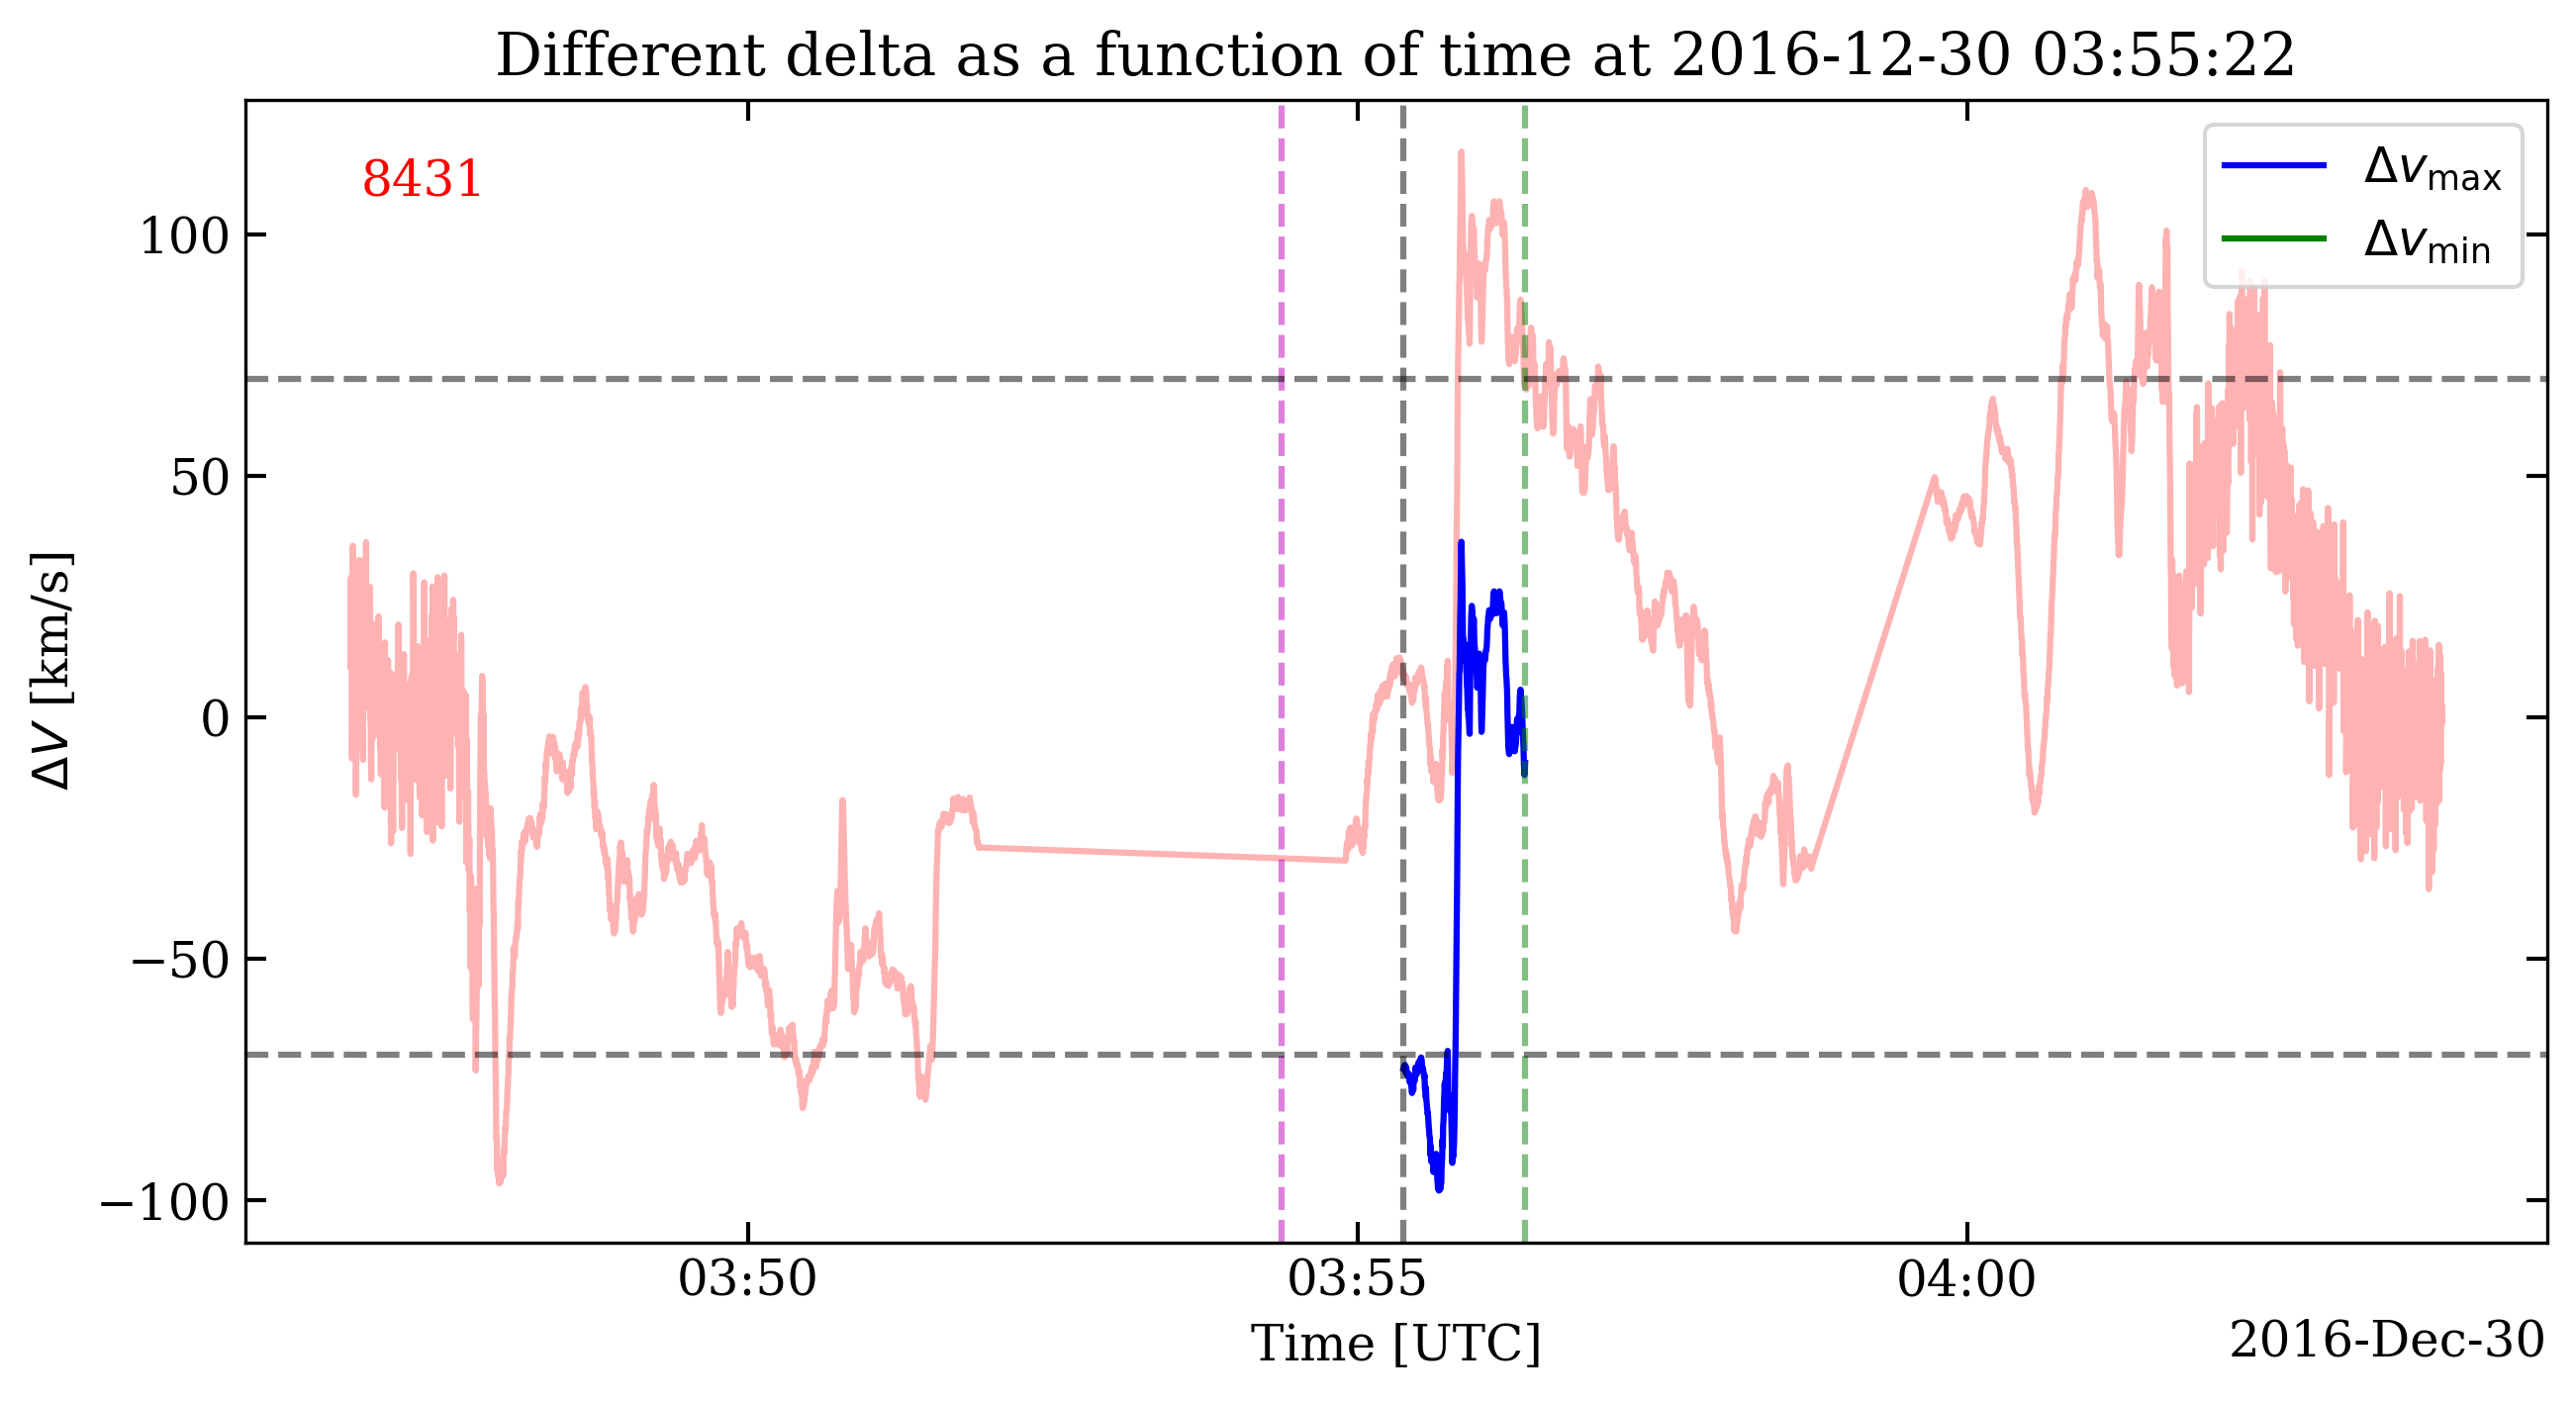 Different delta as a function of time at 2016-12-30 03:55:22
8431
Δv_max
Δv_min
100
50
0
−50
−100
ΔV [km/s]
03:50 03:55 04:00
Time [UTC]
2016-Dec-30